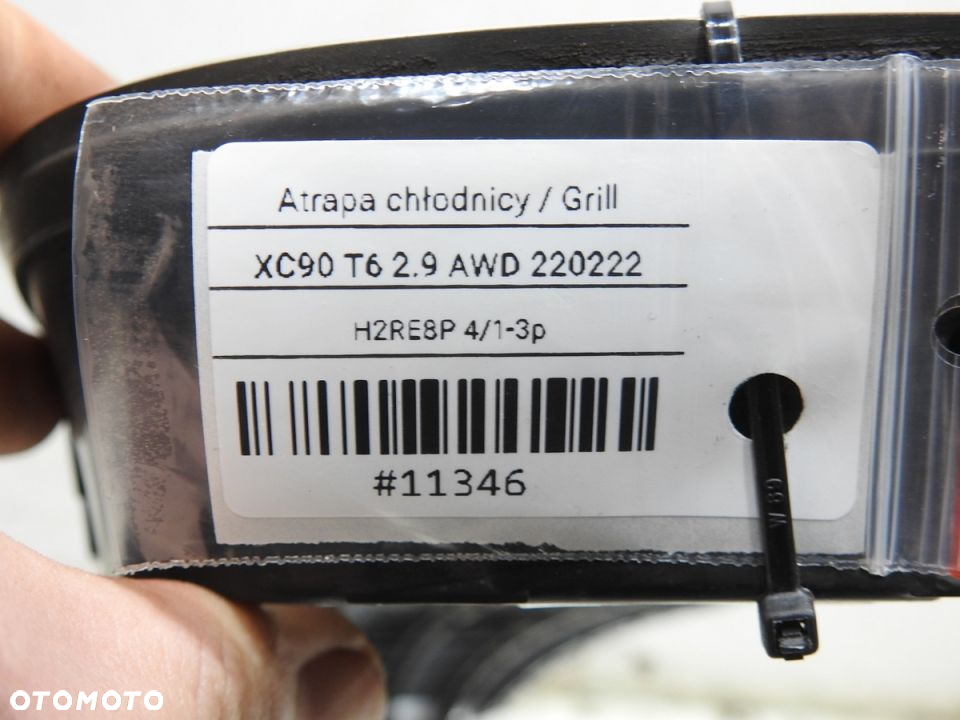 Atrapa chłodnicy / Grill
XC90 T6 2.9 AWD 220222
H2RE8P 4/1-3p
#11346
OTOMOTO